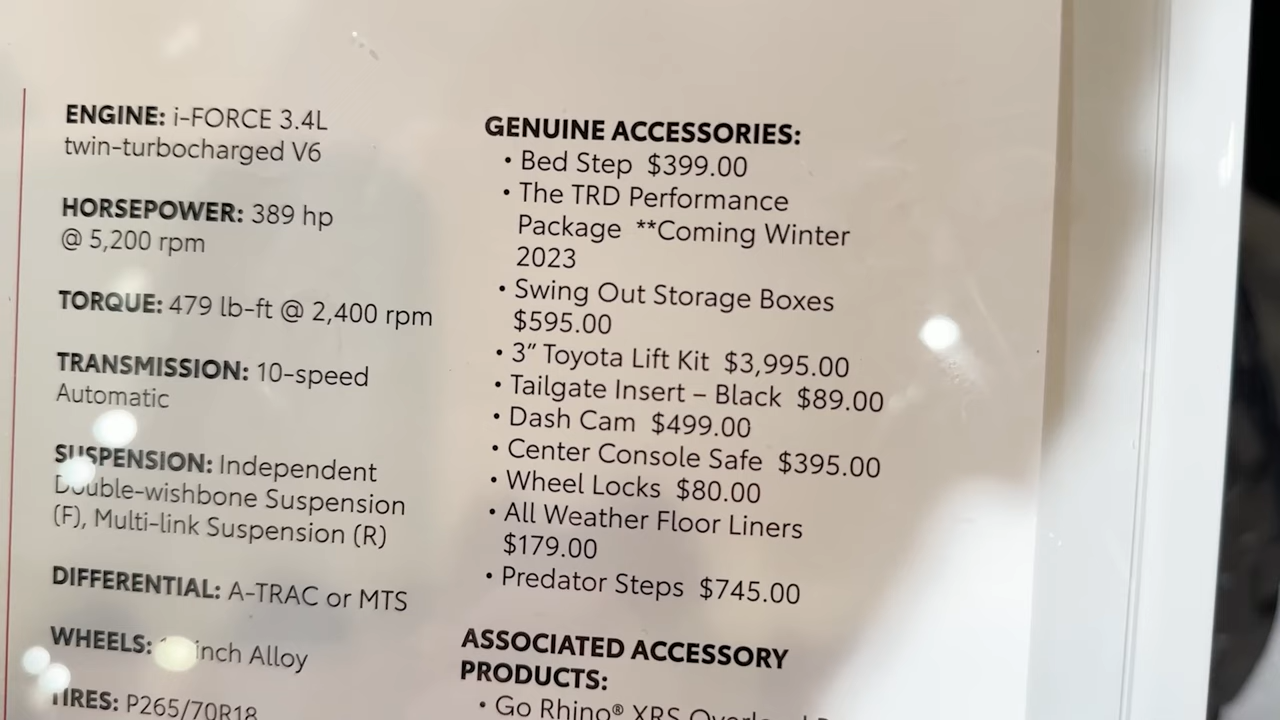 ENGINE: i-FORCE 3.4L
twin-turbocharged V6
HORSEPOWER: 389 hp
@ 5,200 rpm
TORQUE: 479 lb-ft @ 2,400 rpm
TRANSMISSION: 10-speed
Automatic
SUSPENSION: Independent
Double-wishbone Suspension
(F), Multi-link Suspension (R)
DIFFERENTIAL: A-TRAC or MTS
WHEELS: inch Alloy
TIRES: P265/70R18
GENUINE ACCESSORIES:
• Bed Step $399.00
• The TRD Performance
Package **Coming Winter
2023
• Swing Out Storage Boxes
$595.00
• 3” Toyota Lift Kit $3,995.00
• Tailgate Insert – Black $89.00
• Dash Cam $499.00
• Center Console Safe $395.00
• Wheel Locks $80.00
• All Weather Floor Liners
$179.00
• Predator Steps $745.00
ASSOCIATED ACCESSORY
PRODUCTS:
• Go Rhino® XRS